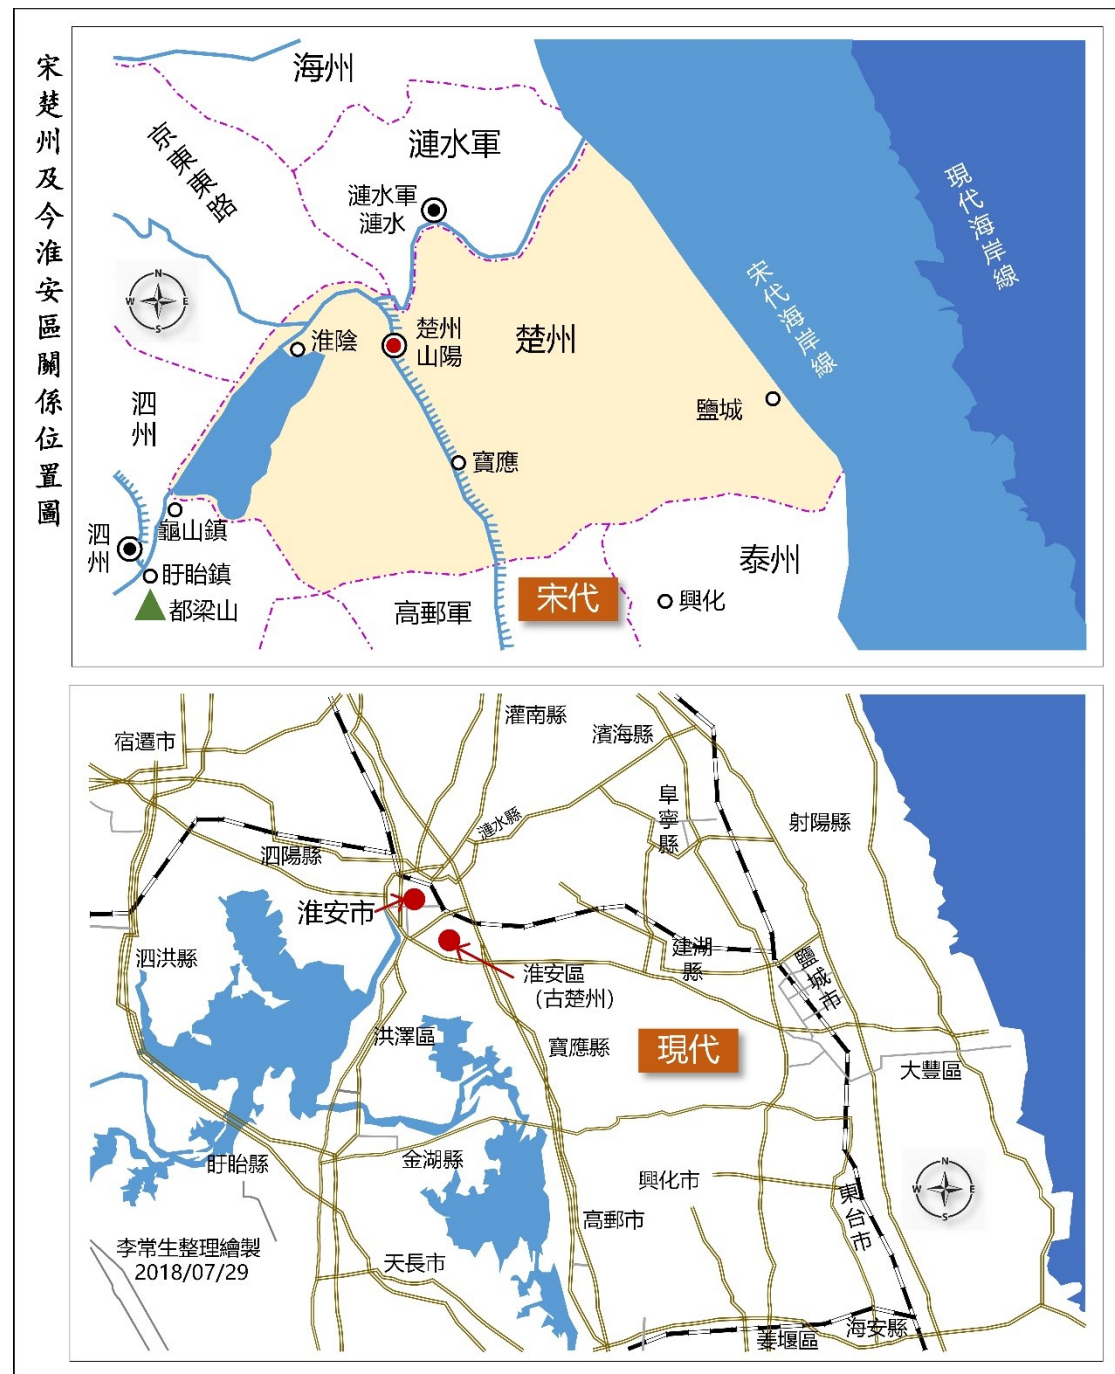 宋楚州及今淮安區關係位置圖
海州
京東東路
漣水軍
漣水軍
漣水
現代海岸線
宋代海岸線
N
W
E
S
淮陰
楚州
山陽
楚州
鹽城
泗州
寶應
龜山鎮
泗州
盱眙鎮
都梁山
高郵軍
宋代
泰州
興化
灌南縣
宿遷市
濱海縣
漣水縣
阜寧縣
射陽縣
泗陽縣
淮安市
泗洪縣
淮安區
(古楚州)
建湖縣
鹽城市
洪澤區
寶應縣
現代
大豐區
金湖縣
盱眙縣
興化市
N
W
E
S
東台市
高郵市
李常生整理繪製
2018/07/29
天長市
姜堰區
海安縣